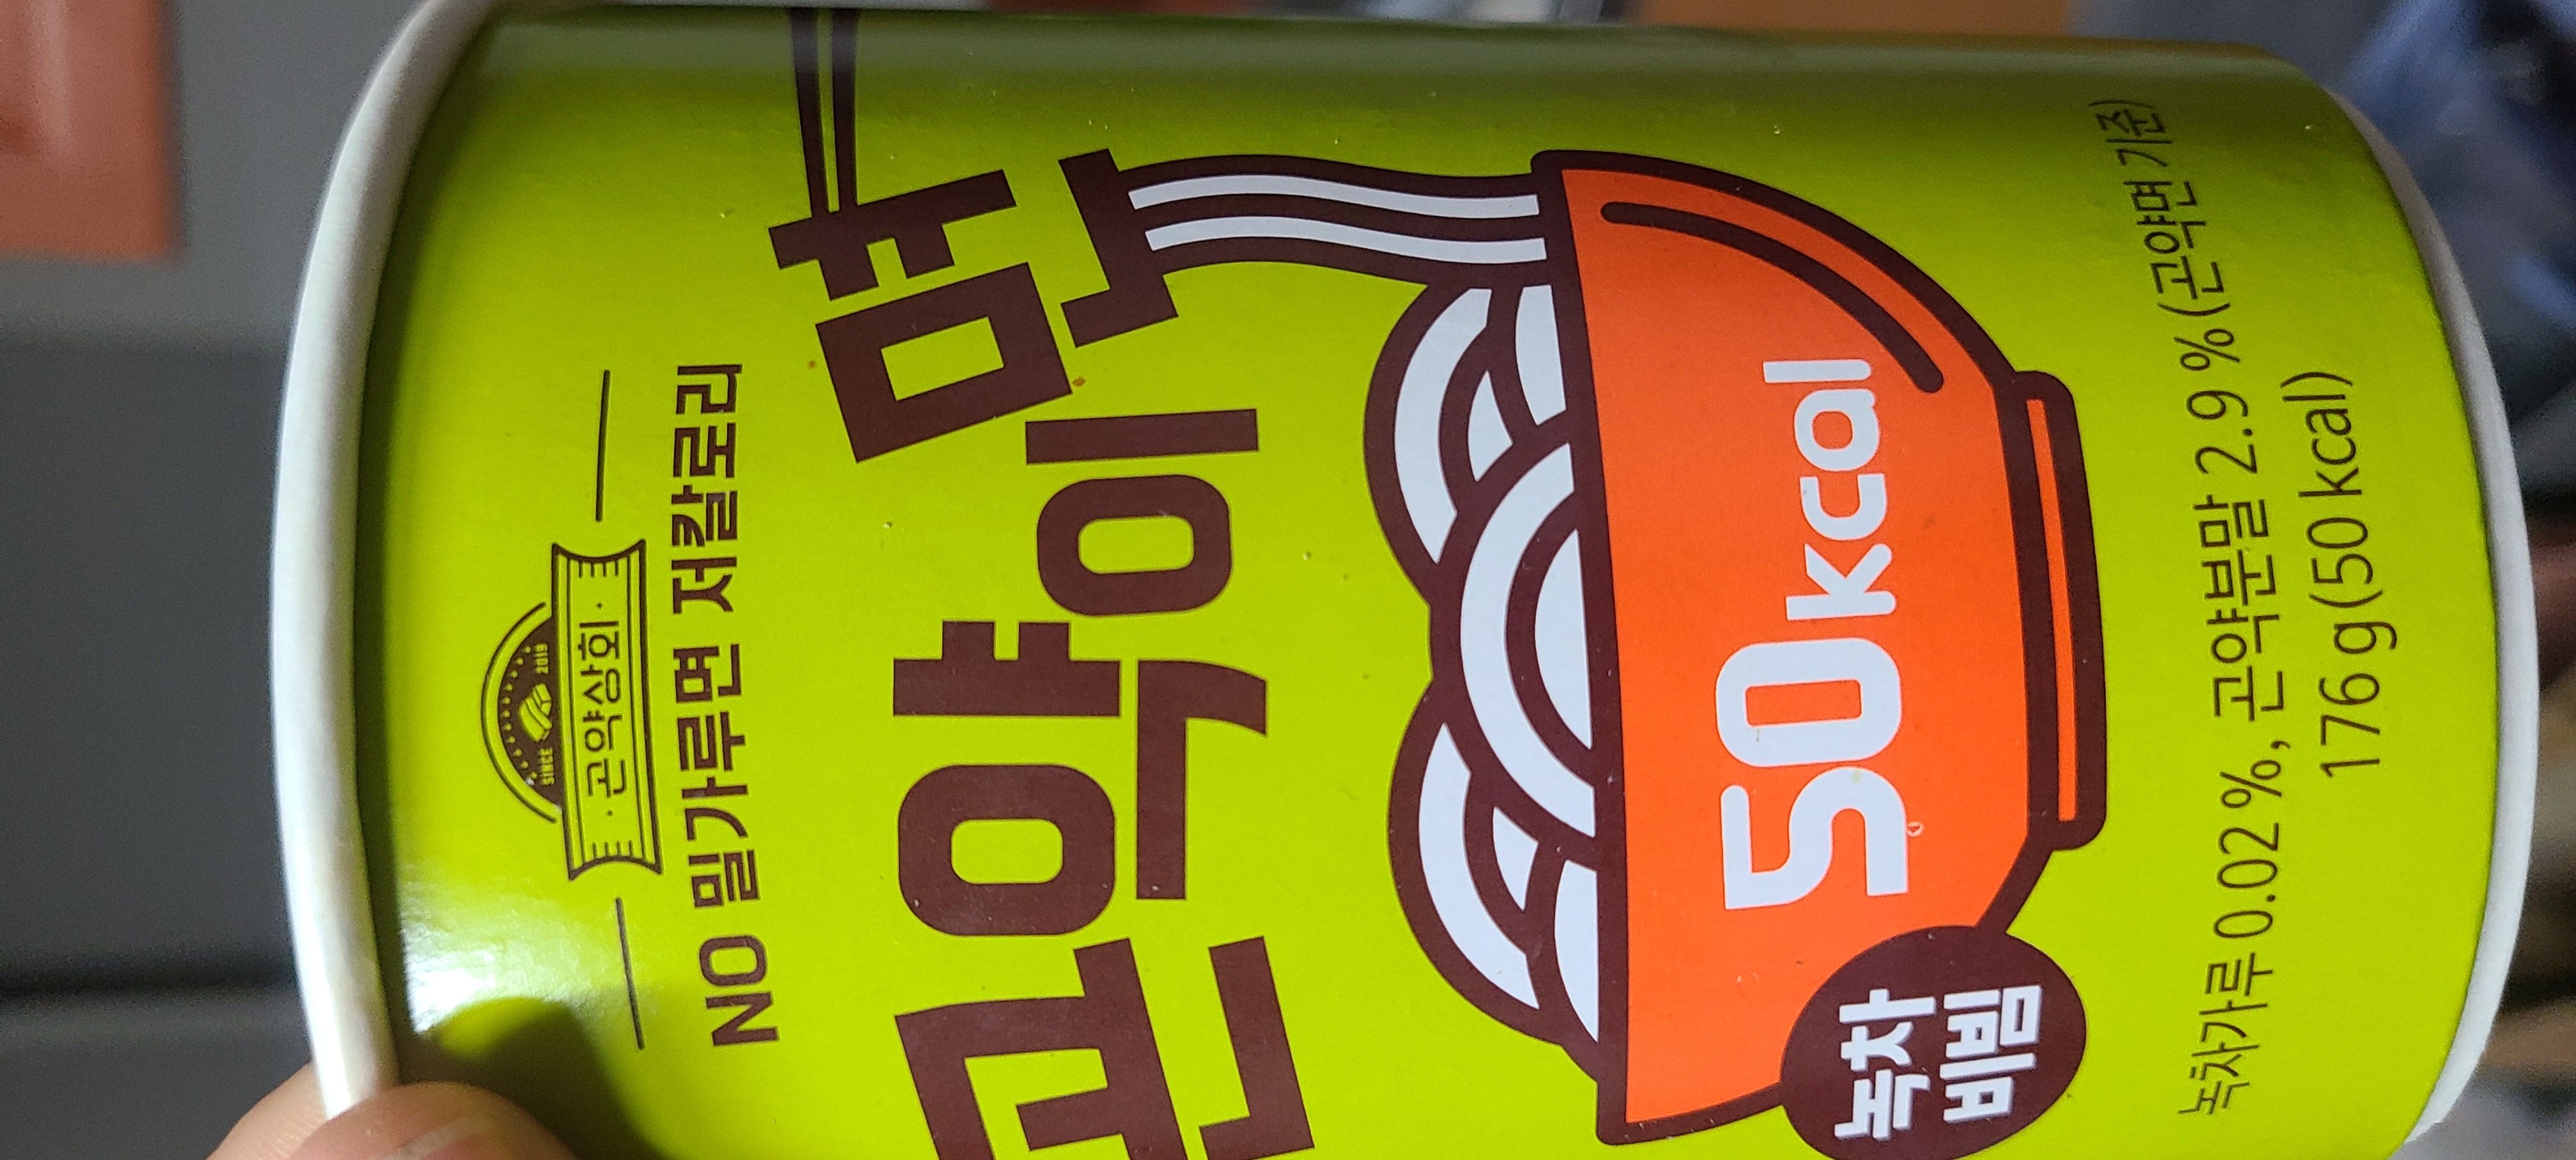 SINCE 2019
· 곤약상회 ·
NO 밀가루면 저칼로리
곤약이면
50kcal
녹차
비빔
녹차가루 0.02 %, 곤약분말 2.9 % (곤약면 기준)
176 g (50 kcal)